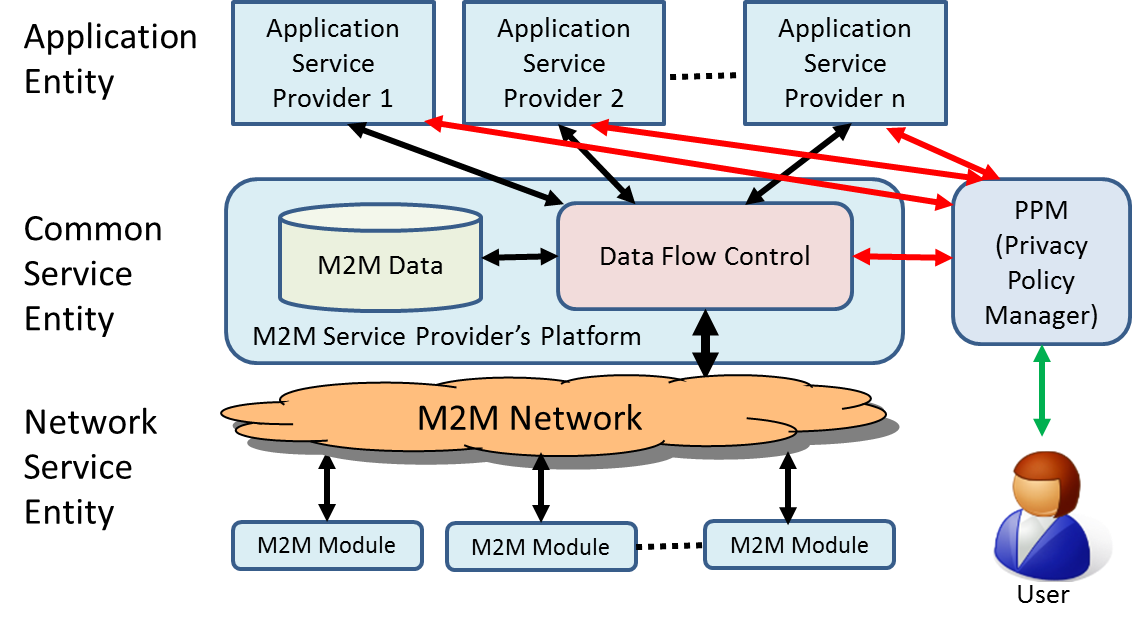 Application
Entity
Application
Service
Provider 1
Application
Service
Provider 2
Application
Service
Provider n
Common
Service
Entity
M2M Data
Data Flow Control
M2M Service Provider’s Platform
PPM
(Privacy
Policy
Manager)
Network
Service
Entity
M2M Network
M2M Module
M2M Module
M2M Module
User